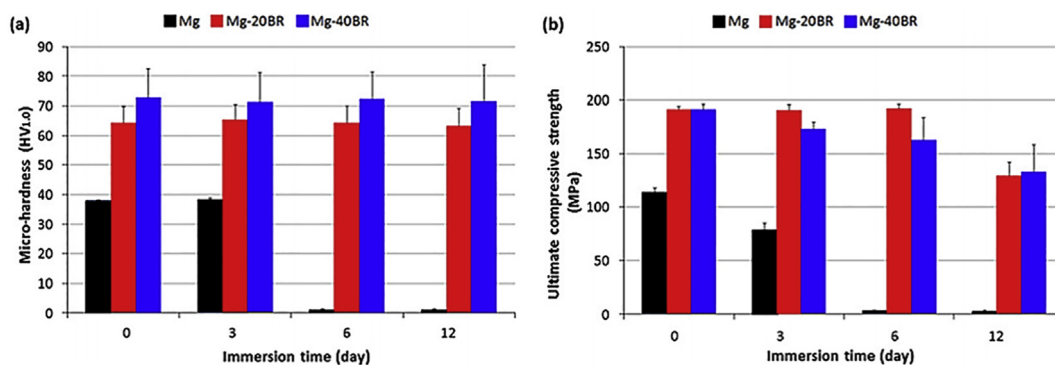 (a)
Mg Mg-20BR Mg-40BR
90
80
70
60
50
40
30
20
10
0
Micro-hardness (HV1.0)
0 3 6 12
Immersion time (day)
(b)
Mg Mg-20BR Mg-40BR
250
200
150
100
50
0
Ultimate compressive strength
(MPa)
0 3 6 12
Immersion time (day)